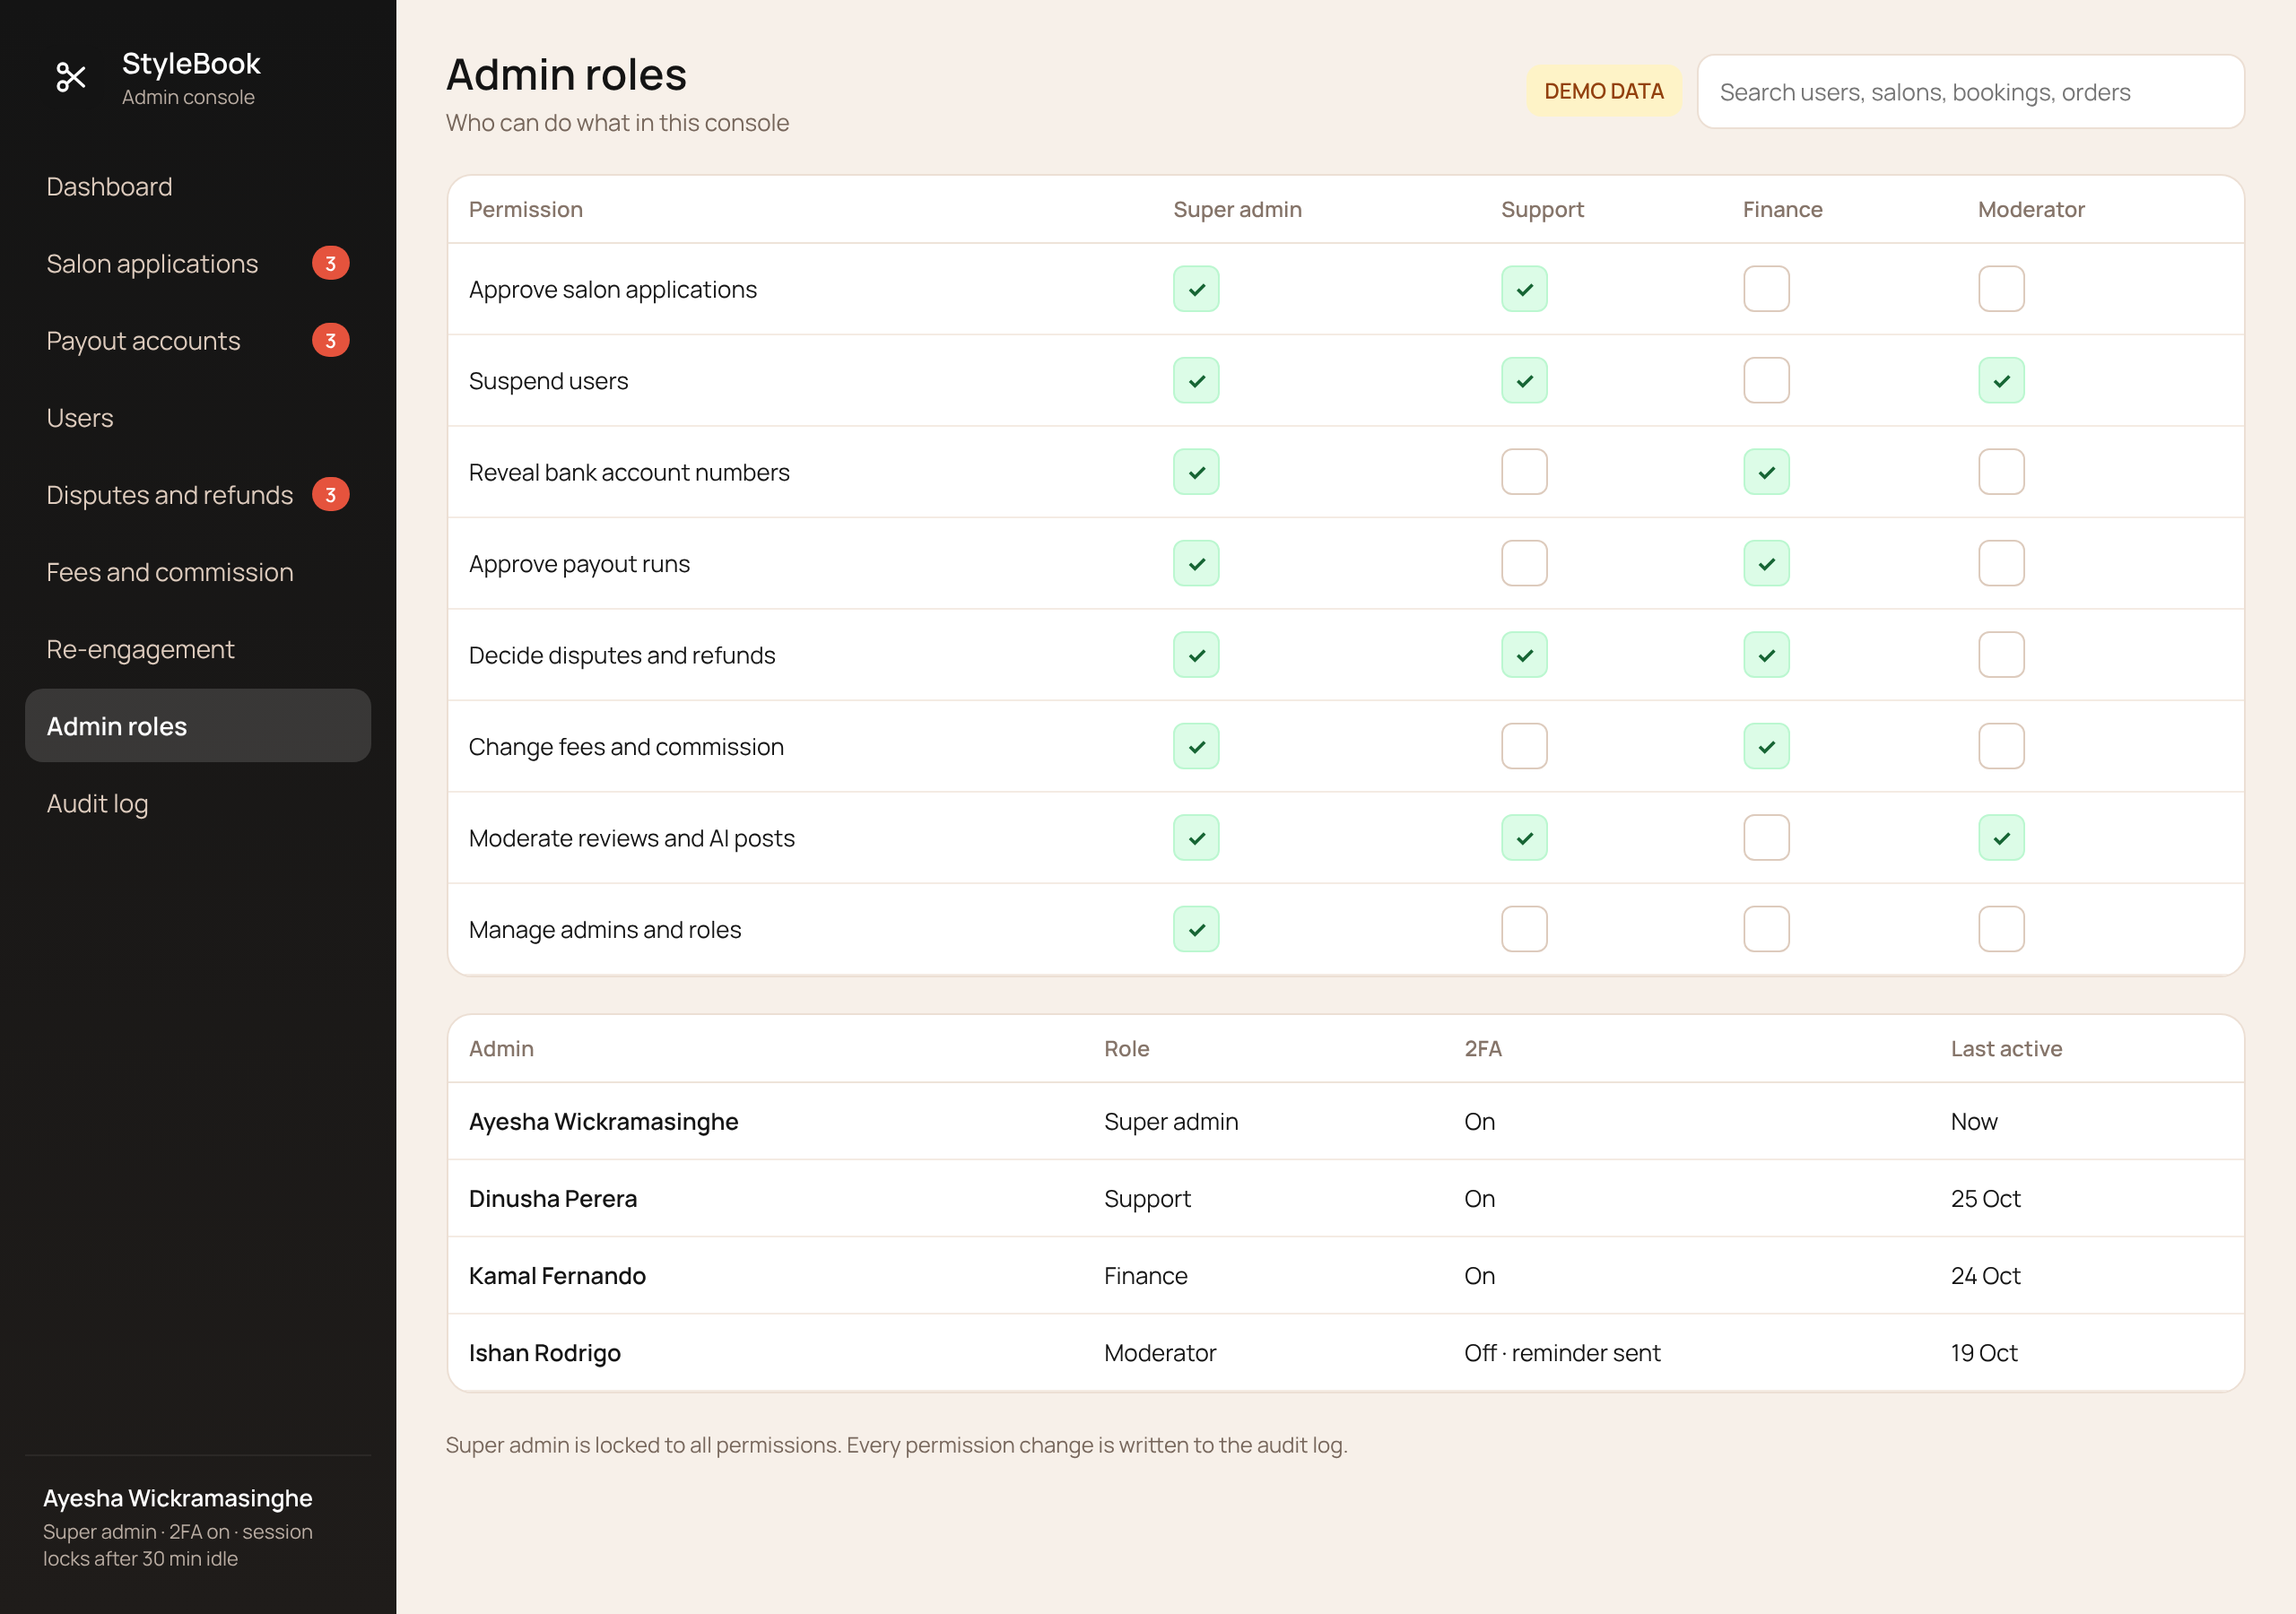 StyleBook
Admin console
Dashboard
Salon applications 3
Payout accounts 3
Users
Disputes and refunds 3
Fees and commission
Re-engagement
Admin roles
Audit log
Ayesha Wickramasinghe
Super admin · 2FA on · session
locks after 30 min idle
Admin roles
Who can do what in this console
DEMO DATA
Search users, salons, bookings, orders
Permission Super admin Support Finance Moderator
Approve salon applications
Suspend users
Reveal bank account numbers
Approve payout runs
Decide disputes and refunds
Change fees and commission
Moderate reviews and AI posts
Manage admins and roles
Admin Role 2FA Last active
Ayesha Wickramasinghe Super admin On Now
Dinusha Perera Support On 25 Oct
Kamal Fernando Finance On 24 Oct
Ishan Rodrigo Moderator Off · reminder sent 19 Oct
Super admin is locked to all permissions. Every permission change is written to the audit log.